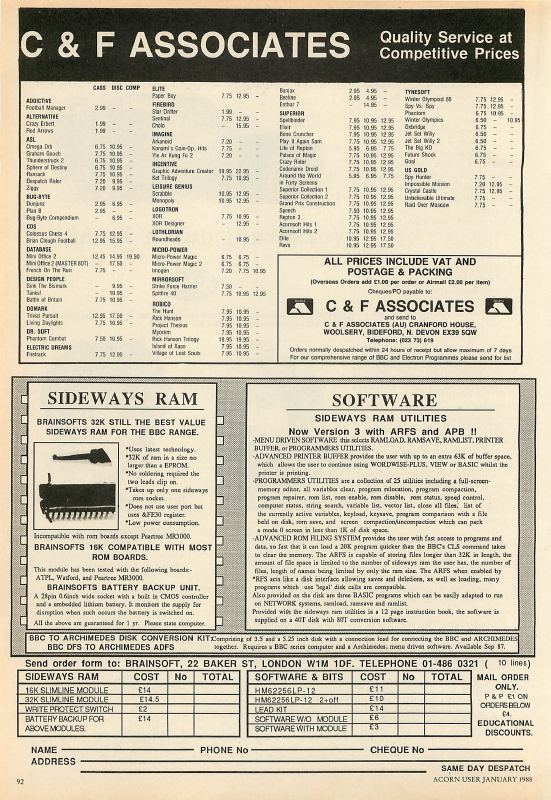 C & F ASSOCIATES
Quality Service at
Competitive Prices
CASS DISC COMP
ADDICTIVE
Football Manager 2.99 – –
ALTERNATIVE
Crazy Erbert 1.99 – –
Red Arrows 1.99 – –
ASL
Omega Orb 6.75 10.95 –
Graham Gooch 7.75 10.95 –
Thunderstruck 2 6.75 10.95 –
Sphere of Destiny 6.75 10.95 –
Ransack 7.75 10.95 –
Despatch Rider 7.20 9.95 –
Ziggy 7.20 9.95 –
BUG-BYTE
Dunjunz 2.95 6.95 –
Plan B 2.95 – –
Bug-Byte Compendium – 6.95 –
CDS
Colossus Chess 4 7.75 12.95 –
Brian Clough Football 12.95 15.95 –
DATABASE
Mini Office 2 12.45 14.95 19.50
Mini Office 2 (MASTER 80T) – 17.50 –
French On The Run 7.75 – –
DESIGN PEOPLE
Sink The Bismark – 9.95 –
Tanks! – 10.95 –
Battle of Britain 7.75 10.95 –
DOMARK
Trivial Pursuit 12.95 17.50 –
Living Daylights 7.75 10.95 –
DR. SOFT
Phantom Combat 7.50 10.95 –
ELECTRIC DREAMS
Firetrack 7.75 12.95 –
ELITE
Paper Boy 7.75 12.95 –
FIREBIRD
Star Drifter 1.99 – –
Sentinal 7.75 12.95 –
Cholo – 15.95 –
IMAGINE
Arkanoid 7.20 – –
Konami's Coin-Op. Hits 7.75 – –
Yie Ar Kung Fu 2 7.20 – –
INCENTIVE
Graphic Adventure Creator 19.95 22.95 –
Ket Trilogy 7.75 10.95 –
LEISURE GENIUS
Scrabble 10.95 12.95 –
Monopoly 10.95 12.95 –
LOGOTRON
XOR 7.75 10.95 –
XOR Designer – 12.95 –
LOTHLORIAN
Roundheads – 10.95 –
MICRO-POWER
Micro-Power Magic 6.75 6.75 –
Micro-Power Magic 2 6.75 6.75 –
Imogen 7.20 7.75 10.95
MIRRORSOFT
Strike Force Harrier 7.50 – –
Spitfire 40 7.75 10.95 12.95
ROBICO
The Hunt 7.95 10.95 –
Rick Hanson 7.95 10.95 –
Project Thesius 7.95 10.95 –
Myorem 7.95 10.95 –
Rick Hanson Trilogy 18.95 19.95 –
Island of Xaan 7.95 10.95 –
Village of Lost Souls 7.95 10.95 –
Banjax 2.95 4.95 –
Beeline 2.95 4.95 –
Esthar 7 – 14.95 –
SUPERIOR
Spellbinder 7.95 10.95 12.95
Elixir 7.95 10.95 12.95
Bone Cruncher 7.95 10.95 12.95
Play It Again Sam 7.75 10.95 12.95
Life of Repton 5.95 6.95 7.75
Palace of Magic 7.75 10.95 12.95
Crazy Rider 7.75 10.95 12.95
Codename Droid 7.75 10.95 12.95
Around the World 5.95 6.95 7.75
in Forty Screens
Superior Collection 1 7.75 10.95 12.95
Superior Collection 2 7.75 10.95 12.95
Grand Prix Construction 7.75 10.95 12.95
Speech 7.50 10.95 12.95
Repton 3 7.75 10.95 12.95
Acornsoft Hits 1 7.75 10.95 12.95
Acornsoft Hits 2 7.75 10.95 12.95
Elite 10.95 12.95 17.50
Revs 10.95 12.95 17.50
TYNESOFT
Winter Olympiad 88 7.75 12.95 –
Spy Vs. Spy 7.75 12.95 –
Phantom 6.75 10.95 –
Winter Olympics 6.50 – 10.95
Oxbridge 6.75 – –
Jet Set Willy 6.50 – –
Jet Set Willy 2 6.50 – –
The Big KO 6.75 – –
Future Shock 6.75 – –
Goal 6.75 – –
US GOLD
Spy Hunter 7.75 – –
Impossible Mission 7.20 12.95 –
Crystal Castle 7.75 12.95 –
Unbelievable Ultimate 7.75 – –
Raid Over Moscow 7.75 – –
ALL PRICES INCLUDE VAT AND
POSTAGE & PACKING
(Overseas Orders add £1.00 per order or Airmail £2.00 per item)
Cheques/PO payable to:
C & F ASSOCIATES
and send to
C & F ASSOCIATES (AU) CRANFORD HOUSE,
WOOLSERY, BIDEFORD, N. DEVON EX39 5QW
Telephone: (023 73) 619
Orders normally despatched within 24 hours of receipt but allow maximum of 7 days
For our comprehensive range of BBC and Electron Programmes please send for list
SIDEWAYS RAM
BRAINSOFTS 32K STILL THE BEST VALUE
SIDEWAYS RAM FOR THE BBC RANGE.
*Uses latest technology.
*32K of ram in a size no
larger than a EPROM.
*No soldering required the
two leads clip on.
*Takes up only one sideways
rom socket.
*Does not use user port but
uses &FE30 register.
*Low power consumption.
Incompatible with rom boards except Peartree MR3000.
BRAINSOFTS 16K COMPATIBLE WITH MOST
ROM BOARDS.
This module has been tested with the following boards:-
ATPL, Watford, and Peartree MR3000.
BRAINSOFTS BATTERY BACKUP UNIT.
A 28pin 0.6inch wide socket with a built in CMOS controller
and a embedded lithium battery. It monitors the supply for
disruption when such occurs the battery is switched on.
All the above are guaranteed for 1 yr. Please state computer.
SOFTWARE
SIDEWAYS RAM UTILITIES
Now Version 3 with ARFS and APB !!
-MENU DRIVEN SOFTWARE this selects RAMLOAD, RAMSAVE, RAMLIST, PRINTER
BUFFER, or PROGRAMMERS UTILITIES.
-ADVANCED PRINTER BUFFER provides the user with up to an extra 63K of buffer space,
which allows the user to continue using WORDWISE-PLUS, VIEW or BASIC whilst the
printer is printing.
-PROGRAMMERS UTILITIES are a collection of 25 utilities including a full-screen-
memory editor, all variables clear, program relocation, program compaction,
program repairer, rom list, rom enable, rom disable, rom status, speed control,
computer status, string search, variable list, vector list, close all files,' list of
the currently active variables, keyload, keysave, program comparison with a file
held on disk, rom save, and screen compaction/uncompaction which can pack
a mode 0 screen in less than 1K of disk space.
-ADVANCED ROM FILING SYSTEM provides the user with fast access to programs and
data, so fast that it can load a 20K program quicker than the BBC's CLS command takes
to clear the memory. The ARFS is capable of storing files longer than 32K in length, the
amount of file space is limited to the number of sideways ram the user has, the number of
files, length of names being limited by only the ram size. The ARFS when enabled by
*RFS acts like a disk interface allowing saves and deletions, as well as loading, many
programs which use 'legal' disk calls are compatible.
Also provided on the disk are three BASIC programs which can be easily adapted to run
on NETWORK systems, ramload, ramsave and ramlist.
Provided with the sideways ram utilities is a 12 page instruction book, the software is
supplied on a 40T disk with 80T conversion software.
BBC TO ARCHIMEDES DISK CONVERSION KIT:Comprising of 3.5 and 5.25 inch disk with a connection lead for connecting the BBC and ARCHIMEDES
BBC DFS TO ARCHIMEDES ADFS together. Requires a BBC series computer and a Archimedes, menu driven software. Available Sep 87.
Send order form to: BRAINSOFT, 22 BAKER ST, LONDON W1M 1DF. TELEPHONE 01-486 0321 ( 10 lines)
SIDEWAYS RAM COST No TOTAL
16K SLIMLINE MODULE £14
32K SLIMLINE MODULE £14.5
WRITE PROTECT SWITCH £2
BATTERY BACKUP FOR £14
ABOVE MODULES.
SOFTWARE & BITS COST No TOTAL
HM62256LP-12 £11
HM62256LP-12 2+off £10
LEAD KIT £14
SOFTWARE W/O MODULE £6
SOFTWARE WITH MODULE £3
MAIL ORDER
ONLY.
P & P £1 ON
ORDERS BELOW
£4.
EDUCATIONAL
DISCOUNTS.
NAME PHONE No CHEQUE No
ADDRESS
SAME DAY DESPATCH
92
ACORN USER JANUARY 1988